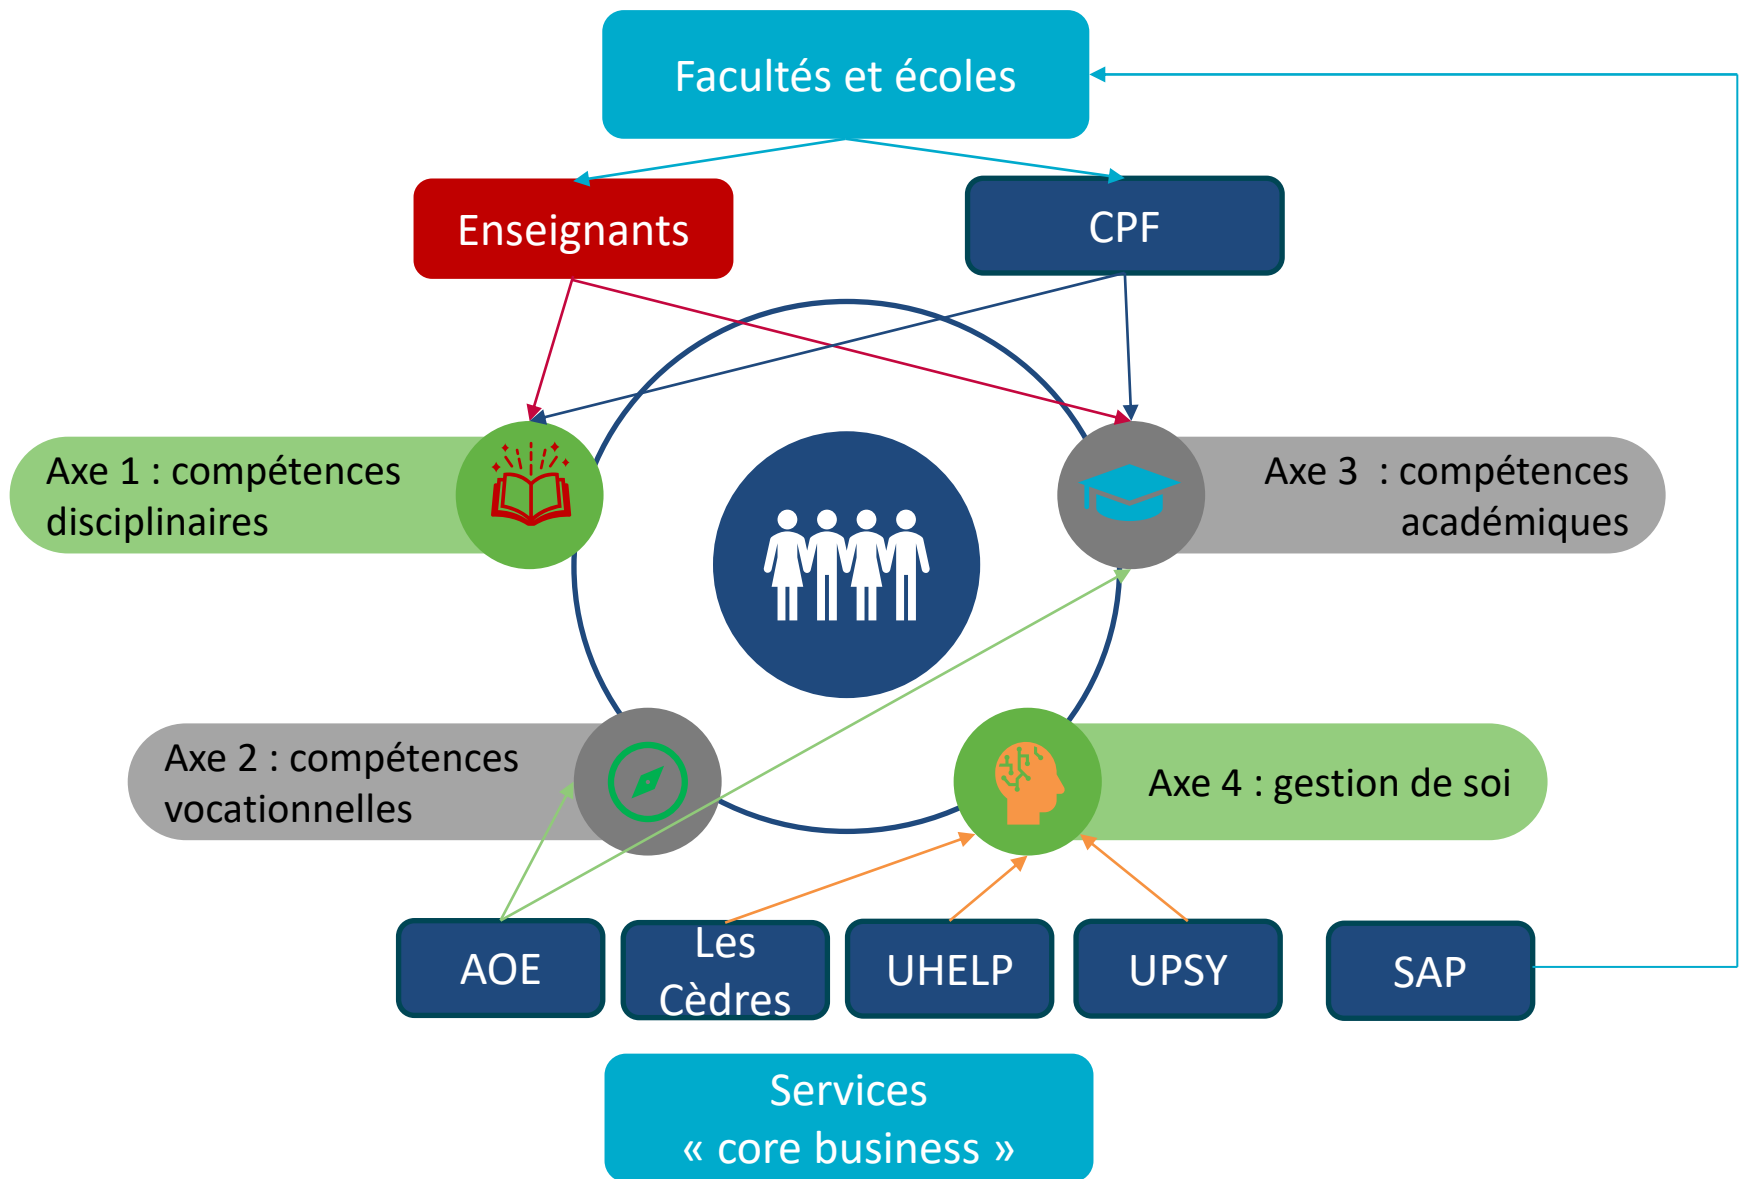 Facultés et écoles
Enseignants
CPF
Axe 1 : compétences
disciplinaires
Axe 3  : compétences
académiques
Axe 2 : compétences
vocationnelles
Axe 4 : gestion de soi
AOE
Les
Cèdres
UHELP
UPSY
SAP
Services
« core business »